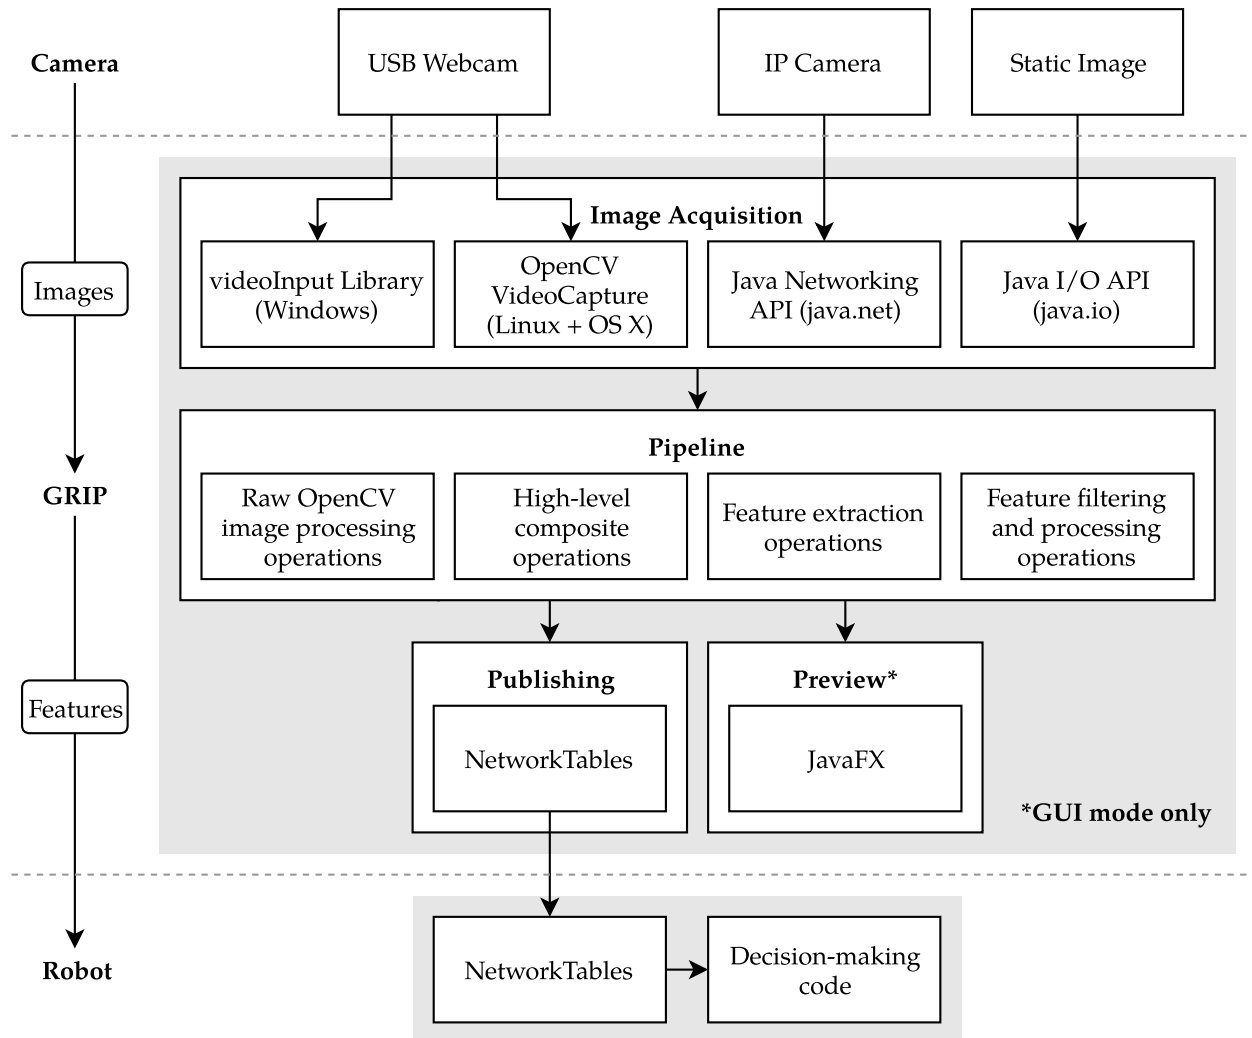 Camera
USB Webcam
IP Camera
Static Image
Image Acquisition
Images
videoInput Library
(Windows)
OpenCV
VideoCapture
(Linux + OS X)
Java Networking
API (java.net)
Java I/O API
(java.io)
Pipeline
GRIP
Raw OpenCV
image processing
operations
High-level
composite
operations
Feature extraction
operations
Feature filtering
and processing
operations
Features
Publishing
NetworkTables
Preview*
JavaFX
*GUI mode only
Robot
NetworkTables
Decision-making
code